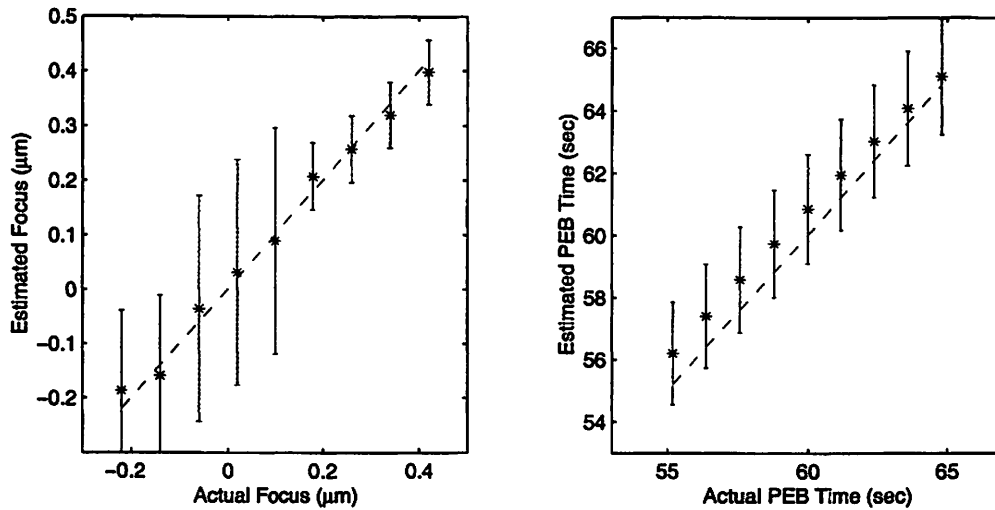 0.5
0.4
0.3
0.2
0.1
0
−0.1
−0.2
Estimated Focus (μm)
−0.2 0 0.2 0.4
Actual Focus (μm)
66
64
62
60
58
56
54
Estimated PEB Time (sec)
55 60 65
Actual PEB Time (sec)